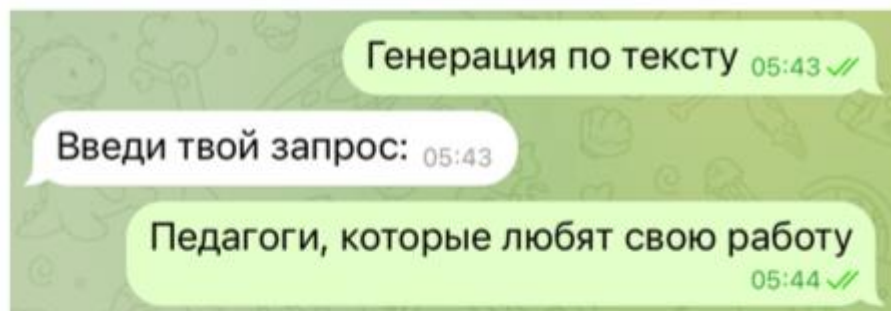 Генерация по тексту 05:43
Введи твой запрос: 05:43
Педагоги, которые любят свою работу
05:44